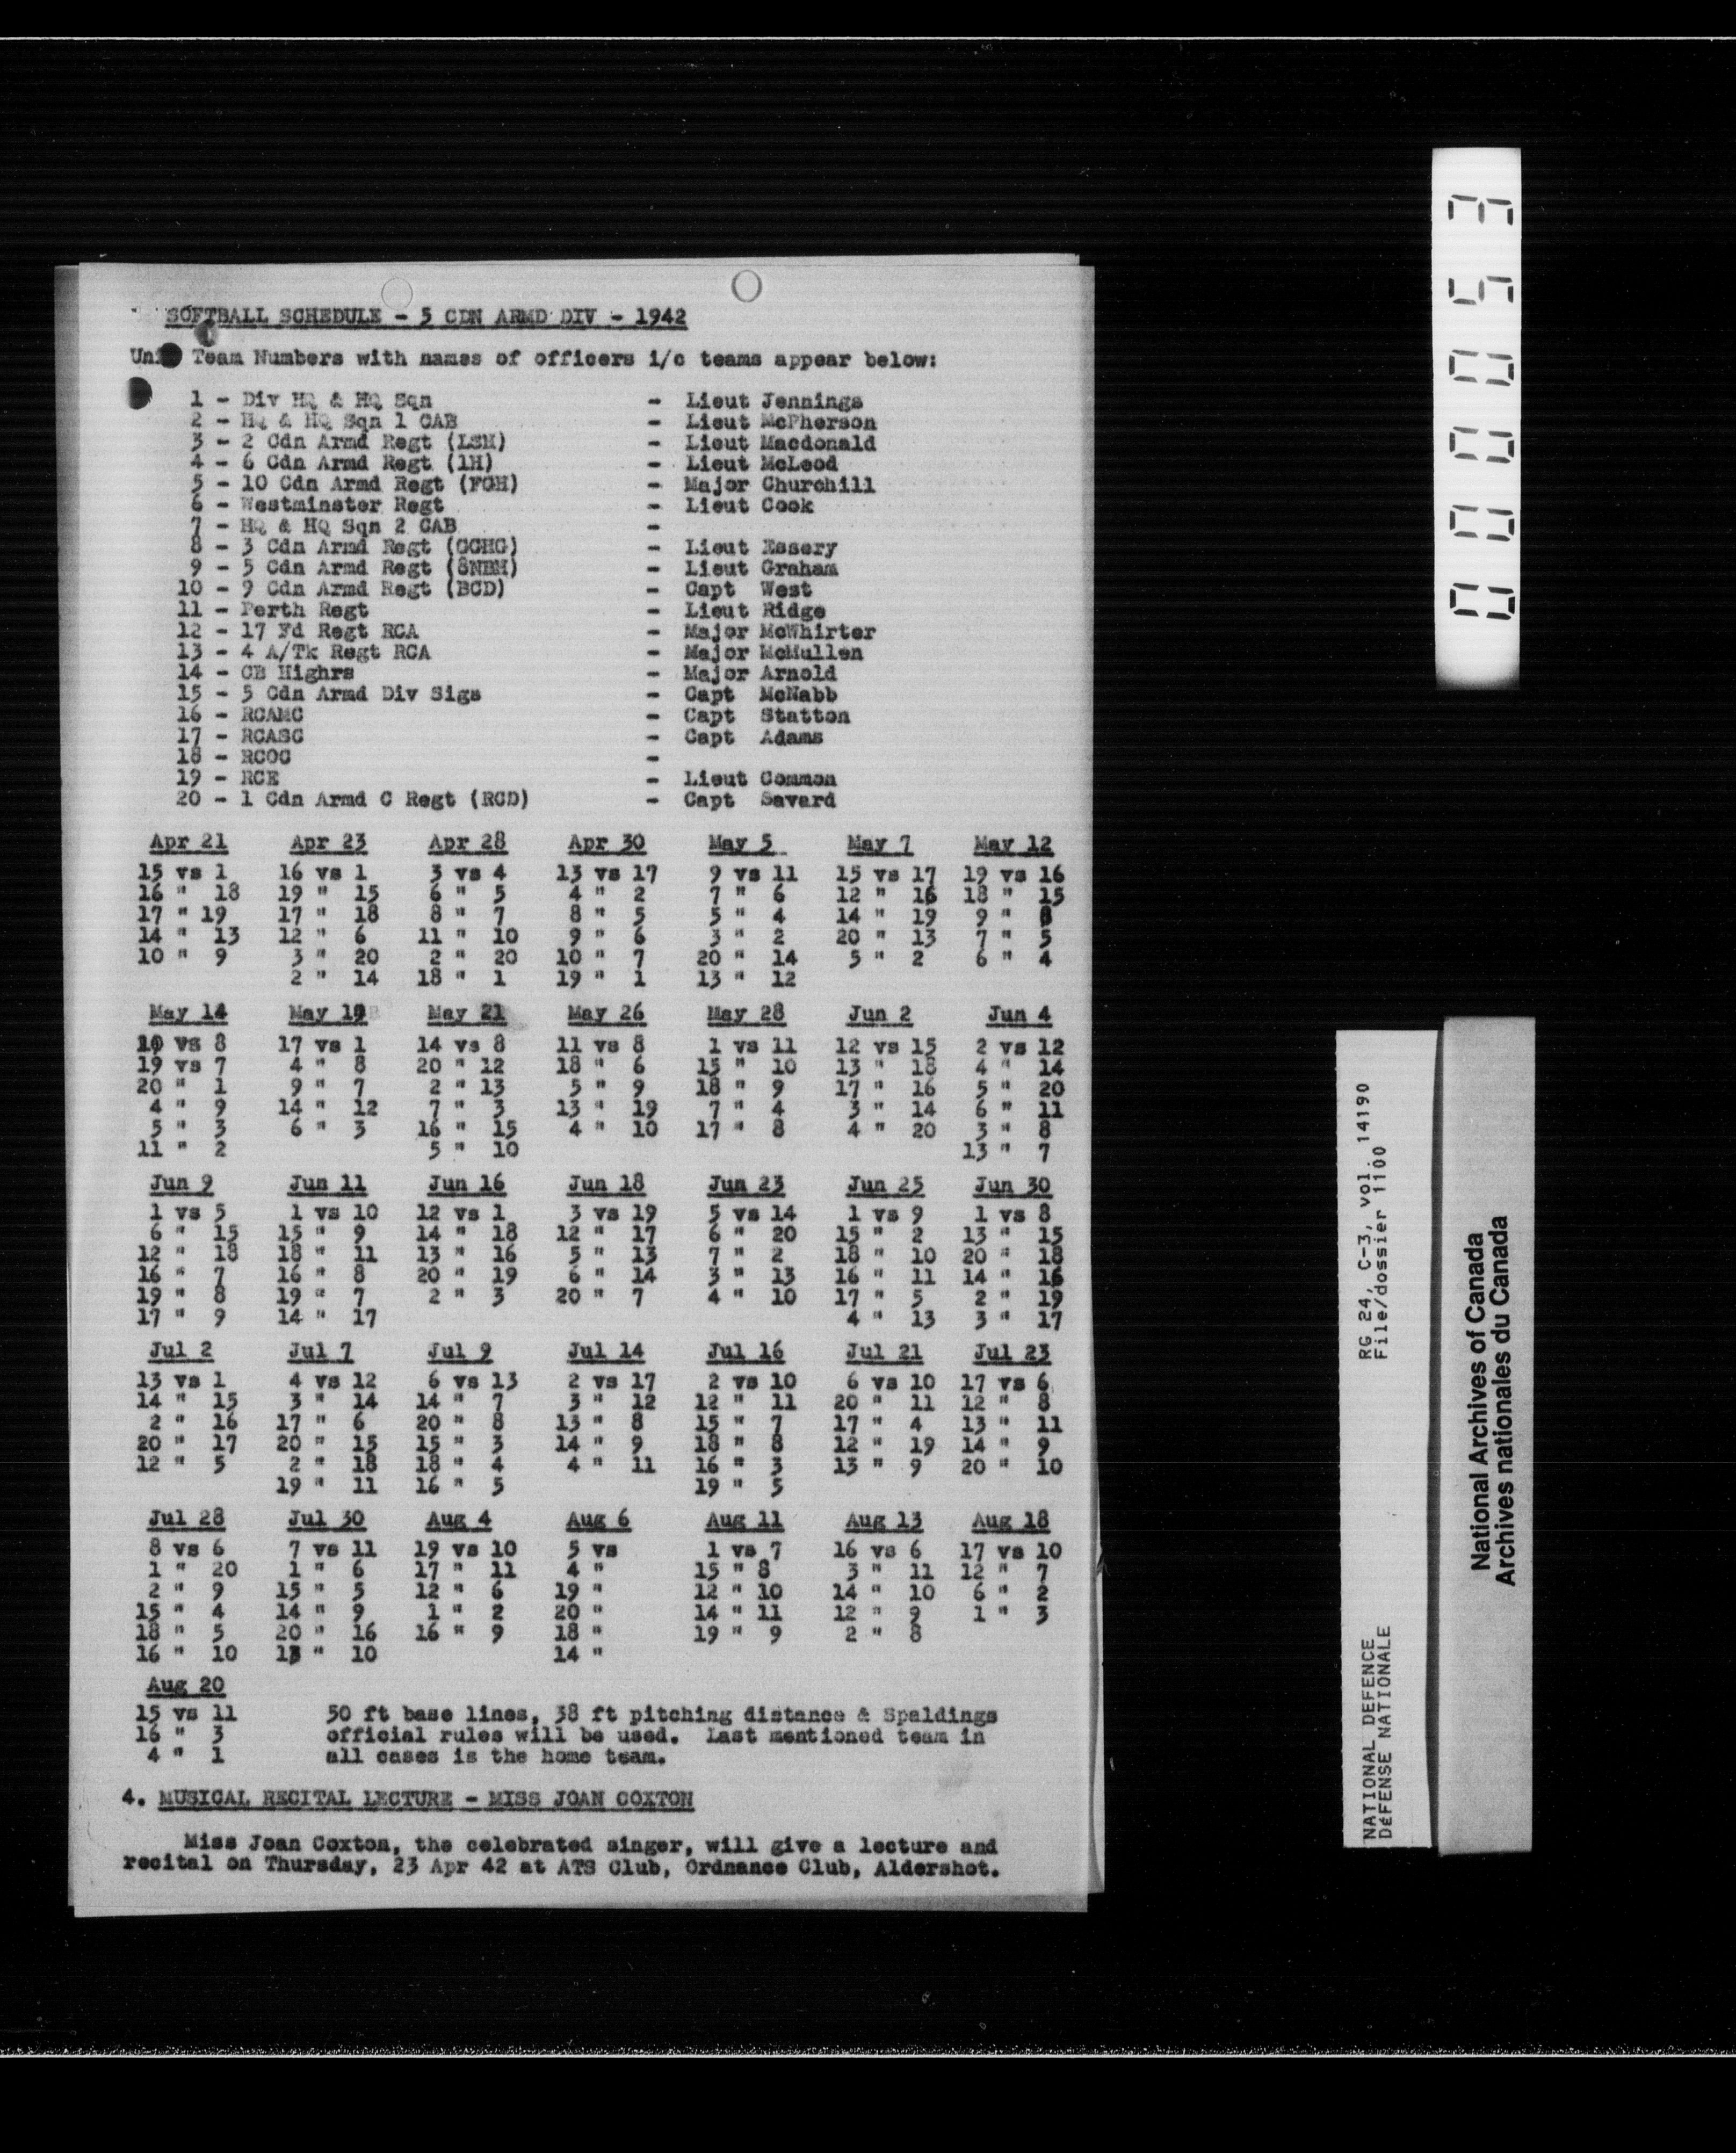 SOFTBALL SCHEDULE - 5 CDN ARMD DIV - 1942
Team Numbers with names of officers i/c teams appear below:
1 - Div HQ & HQ Sqn - Lieut Jennings
2 - HQ & HQ Sqn 1 CAB - Lieut McPherson
3 - 2 Cdn Armd Regt (LSH) - Lieut Macdonald
4 - 6 Cdn Armd Regt (1H) - Lieut McLeod
5 - 10 Cdn Armd Regt (FGH) - Major Churchill
6 - Westminster Regt - Lieut Cook
7 - HQ & HQ Sqn 2 CAB -
8 - 3 Cdn Armd Regt (GGHG) - Lieut Essery
9 - 5 Cdn Armd Regt (8NBH) - Lieut Graham
10 - 9 Cdn Armd Regt (BCD) - Capt West
11 - Perth Regt - Lieut Ridge
12 - 17 Fd Regt RCA - Major McWhirter
13 - 4 A/Tk Regt RCA - Major McMullen
14 - CB Highrs - Major Arnold
15 - 5 Cdn Armd Div Sigs - Capt McNabb
16 - RCAMC - Capt Statton
17 - RCASC - Capt Adams
18 - RCOC -
19 - RCE - Lieut Common
20 - 1 Cdn Armd C Regt (RCD) - Capt Savard
Apr 21 Apr 23 Apr 28 Apr 30 May 5 May 7 May 12
15 vs 1 16 vs 1 3 vs 4 13 vs 17 9 vs 11 15 vs 17 19 vs 16
16 " 18 19 " 15 6 " 5 4 " 2 7 " 6 12 " 16 18 " 15
17 " 19 17 " 18 8 " 7 8 " 5 5 " 4 14 " 19 9 " 8
14 " 13 12 " 6 11 " 10 9 " 6 3 " 2 20 " 13 7 " 5
10 " 9 3 " 20 2 " 20 10 " 7 20 " 14 5 " 2 6 " 4
2 " 14 18 " 1 19 " 1 13 " 12
May 14 May 19 May 21 May 26 May 28 Jun 2 Jun 4
10 vs 8 17 vs 1 14 vs 8 11 vs 8 1 vs 11 12 vs 15 2 vs 12
19 vs 7 4 " 8 20 " 12 18 " 6 15 " 10 13 " 18 4 " 14
20 " 1 9 " 7 2 " 13 5 " 9 18 " 9 17 " 16 5 " 20
4 " 9 14 " 12 7 " 3 13 " 19 7 " 4 3 " 14 6 " 11
5 " 3 6 " 3 16 " 15 4 " 10 17 " 8 4 " 20 3 " 8
11 " 2 5 " 10 13 " 7
Jun 9 Jun 11 Jun 16 Jun 18 Jun 23 Jun 25 Jun 30
1 vs 5 1 vs 10 12 vs 1 3 vs 19 5 vs 14 1 vs 9 1 vs 8
6 " 15 15 " 9 14 " 18 12 " 17 6 " 20 15 " 2 13 " 15
12 " 18 18 " 11 13 " 16 5 " 13 7 " 2 18 " 10 20 " 18
16 " 7 16 " 8 20 " 19 6 " 14 3 " 13 16 " 11 14 " 16
19 " 8 19 " 7 2 " 3 20 " 7 4 " 10 17 " 5 2 " 19
17 " 9 14 " 17 4 " 13 3 " 17
Jul 2 Jul 7 Jul 9 Jul 14 Jul 16 Jul 21 Jul 23
13 vs 1 4 vs 12 6 vs 13 2 vs 17 2 vs 10 6 vs 10 17 vs 6
14 " 15 3 " 14 14 " 7 3 " 12 12 " 11 20 " 11 12 " 8
2 " 16 17 " 6 20 " 8 13 " 8 15 " 7 17 " 4 13 " 11
20 " 17 20 " 15 15 " 3 14 " 9 18 " 8 12 " 19 14 " 9
12 " 5 2 " 18 18 " 4 4 " 11 16 " 3 13 " 9 20 " 10
19 " 11 16 " 5 19 " 5
Jul 28 Jul 30 Aug 4 Aug 6 Aug 11 Aug 13 Aug 18
8 vs 6 7 vs 11 19 vs 10 5 vs 1 vs 7 16 vs 6 17 vs 10
1 " 20 1 " 6 17 " 11 4 " 15 " 8 3 " 11 12 " 7
2 " 9 15 " 5 12 " 6 19 " 12 " 10 14 " 10 6 " 2
15 " 4 14 " 9 1 " 2 20 " 14 " 11 12 " 9 1 " 3
18 " 5 20 " 16 16 " 9 18 " 19 " 9 2 " 8
16 " 10 13 " 10 14 "
Aug 20
15 vs 11 50 ft base lines, 38 ft pitching distance & Spaldings
16 " 3 official rules will be used. Last mentioned team in
4 " 1 all cases is the home team.
4. MUSICAL RECITAL LECTURE - MISS JOAN COXTON
Miss Joan Coxton, the celebrated singer, will give a lecture and
recital on Thursday, 23 Apr 42 at ATS Club, Ordnance Club, Aldershot.
000053
NATIONAL DEFENCE RG 24, C-3, vol. 14190
DéFENSE NATIONALE File/dossier 1100
National Archives of Canada
Archives nationales du Canada